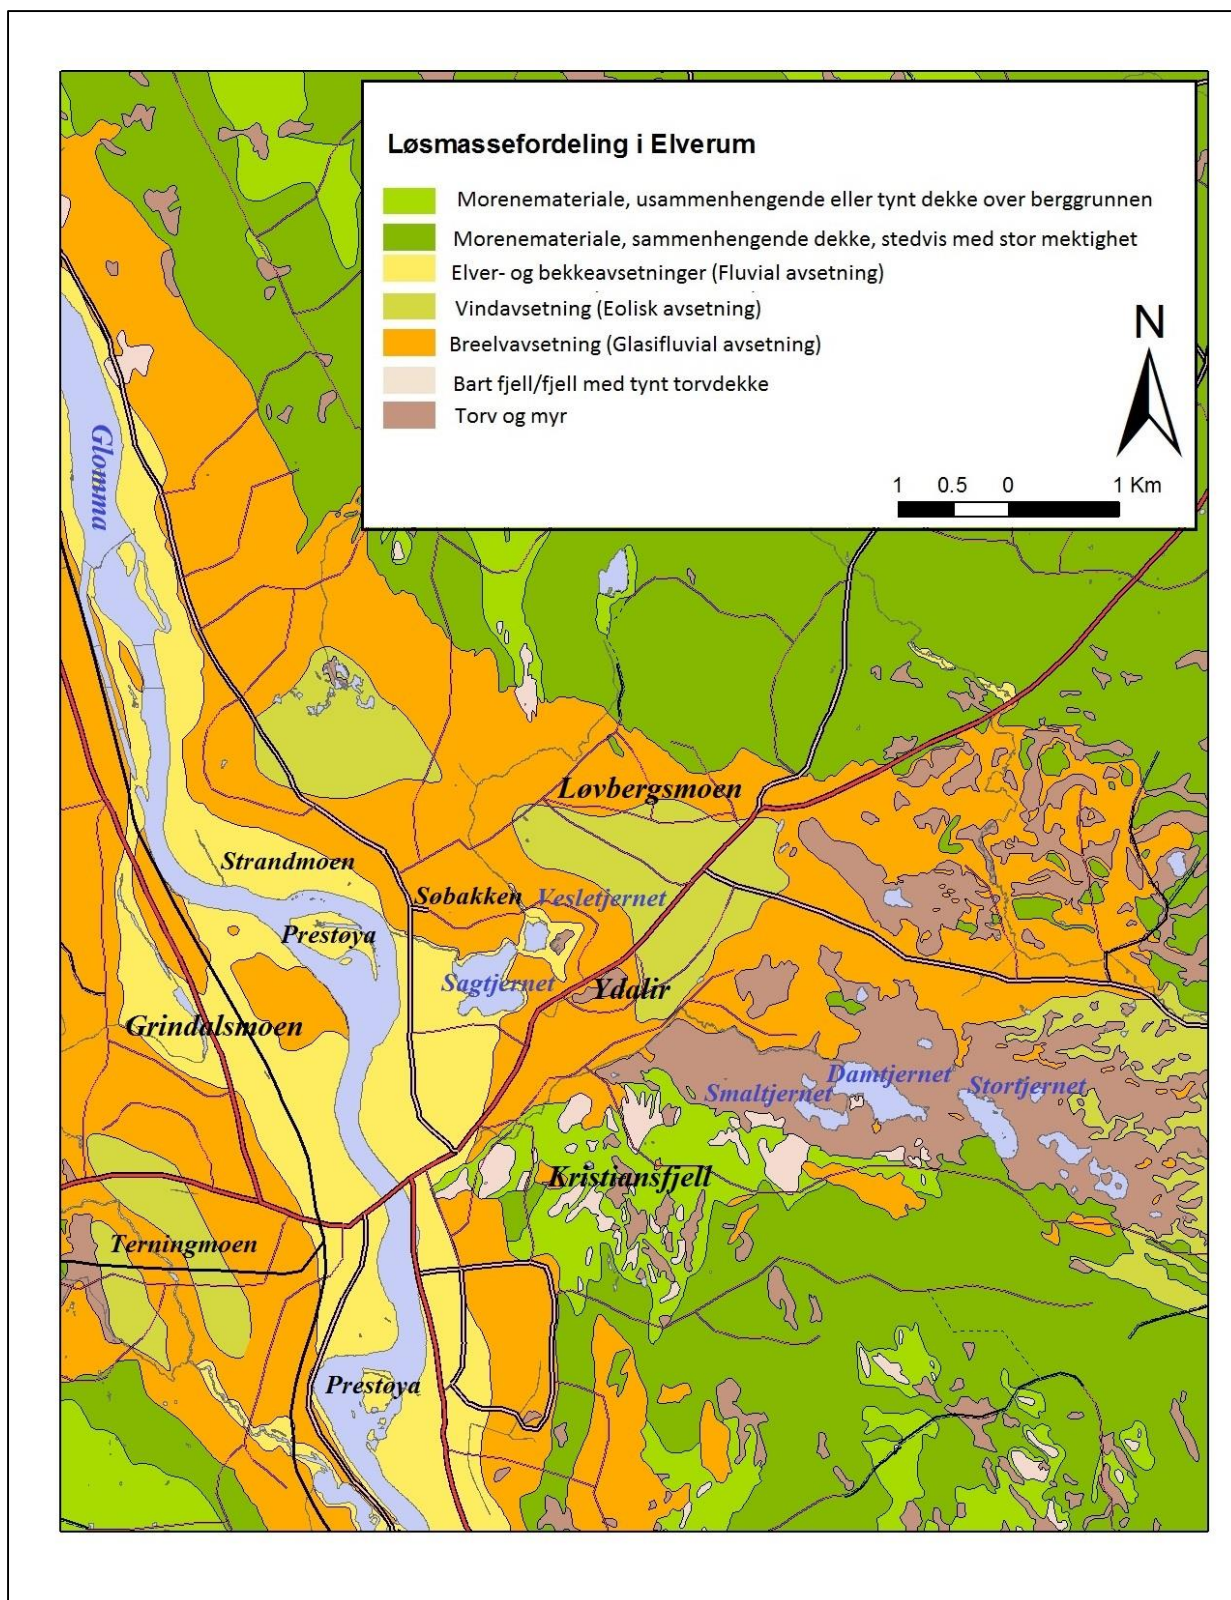 Løsmassefordeling i Elverum
Morenemateriale, usammenhengende eller tynt dekke over berggrunnen
Morenemateriale, sammenhengende dekke, stedvis med stor mektighet
Elver- og bekkeavsetninger (Fluvial avsetning)
Vindavsetning (Eolisk avsetning)
Breelvavsetning (Glasifluvial avsetning)
Bart fjell/fjell med tynt torvdekke
Torv og myr
N
1 0.5 0 1 Km
Glomma
Løvbergsmoen
Strandmoen
Søbakken
Vesletjernet
Prestøya
Sagtjernet
Ydalir
Grindalsmoen
Damtjernet
Smaltjernet
Stortjernet
Kristiansfjell
Terningmoen
Prestøya